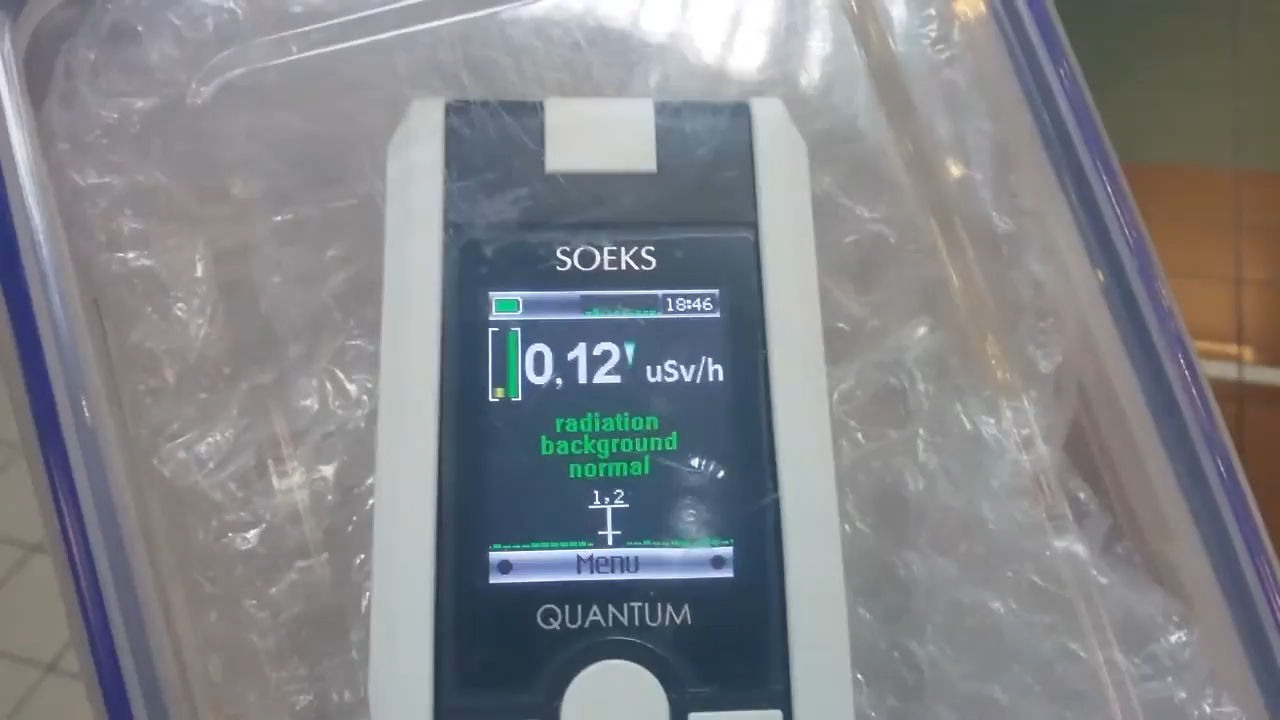 SOEKS
18:46
0,12 uSv/h
radiation
background
normal
1,2
Menu
QUANTUM